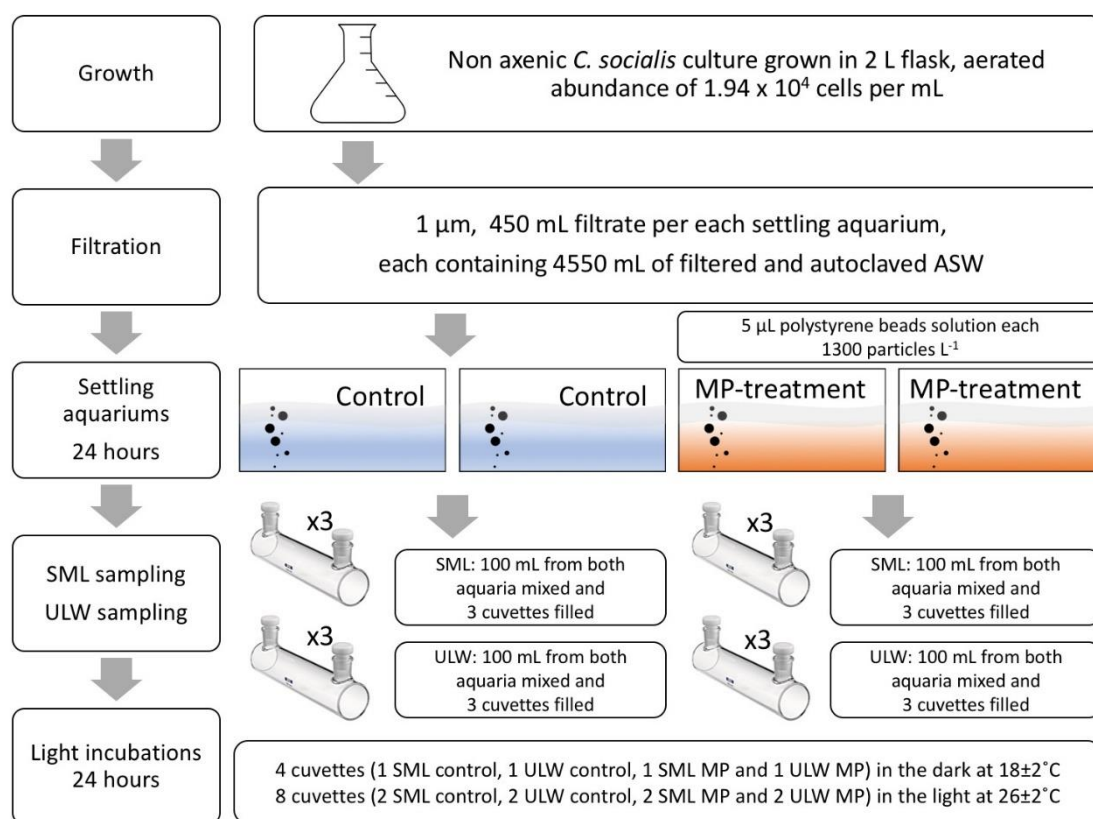 Growth
Non axenic C. socialis culture grown in 2 L flask, aerated
abundance of 1.94 x 10⁴ cells per mL
Filtration
1 µm, 450 mL filtrate per each settling aquarium,
each containing 4550 mL of filtered and autoclaved ASW
5 µL polystyrene beads solution each
1300 particles L⁻¹
Settling
aquariums
24 hours
Control
Control
MP-treatment
MP-treatment
SML sampling
ULW sampling
x3
SML: 100 mL from both
aquaria mixed and
3 cuvettes filled
x3
SML: 100 mL from both
aquaria mixed and
3 cuvettes filled
x3
ULW: 100 mL from both
aquaria mixed and
3 cuvettes filled
x3
ULW: 100 mL from both
aquaria mixed and
3 cuvettes filled
Light incubations
24 hours
4 cuvettes (1 SML control, 1 ULW control, 1 SML MP and 1 ULW MP) in the dark at 18±2˚C
8 cuvettes (2 SML control, 2 ULW control, 2 SML MP and 2 ULW MP) in the light at 26±2˚C